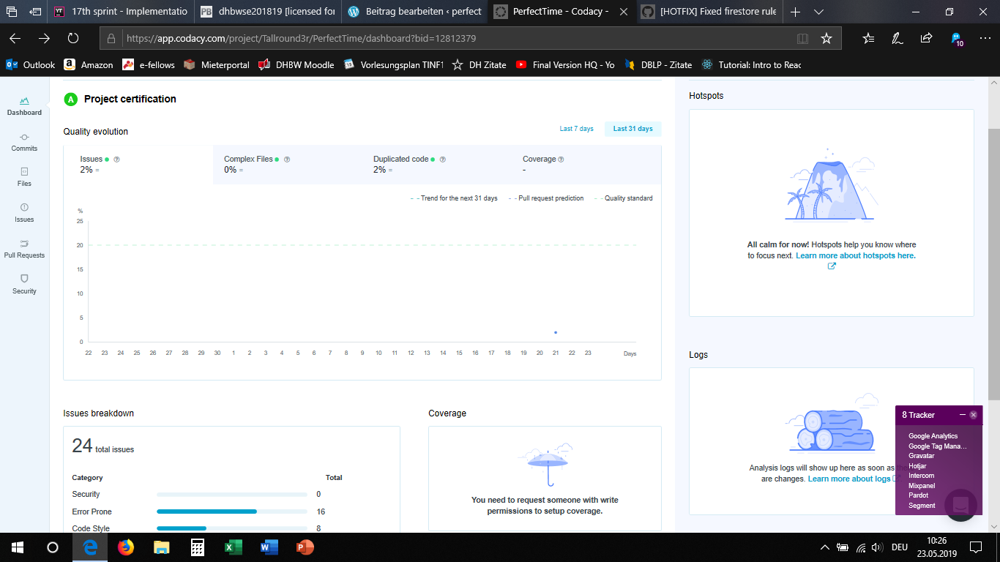 17th sprint - Implementatio
dhbwse201819 [licensed for
Beitrag bearbeiten ‹ perfect
PerfectTime - Codacy -
[HOTFIX] Fixed firestore rule
https://app.codacy.com/project/Tallround3r/PerfectTime/dashboard?bid=12812379
10
Outlook
Amazon
e-fellows
Mieterportal
DHBW Moodle
Vorlesungsplan TINF1
DH Zitate
Final Version HQ - Yo
DBLP - Zitate
Tutorial: Intro to Reac
Dashboard
Commits
Files
Issues
Pull Requests
Security
A Project certification
Quality evolution
Last 7 days
Last 31 days
Issues
2% =
Complex Files
0% =
Duplicated code
2% =
Coverage
-
Trend for the next 31 days
Pull request prediction
Quality standard
%
25
20
15
10
5
0
22 23 24 25 26 27 28 29 30 1 2 3 4 5 6 7 8 9 10 11 12 13 14 15 16 17 18 19 20 21 22 23 Days
Hotspots
All calm for now! Hotspots help you know where
to focus next. Learn more about hotspots here.
Logs
Analysis logs will show up here as soon as
are changes. Learn more about logs
Issues breakdown
24 total issues
Category Total
Security 0
Error Prone 16
Code Style 8
Coverage
You need to request someone with write
permissions to setup coverage.
8 Tracker
Google Analytics
Google Tag Mana...
Gravatar
Hotjar
Intercom
Mixpanel
Pardot
Segment
DEU
10:26
23.05.2019